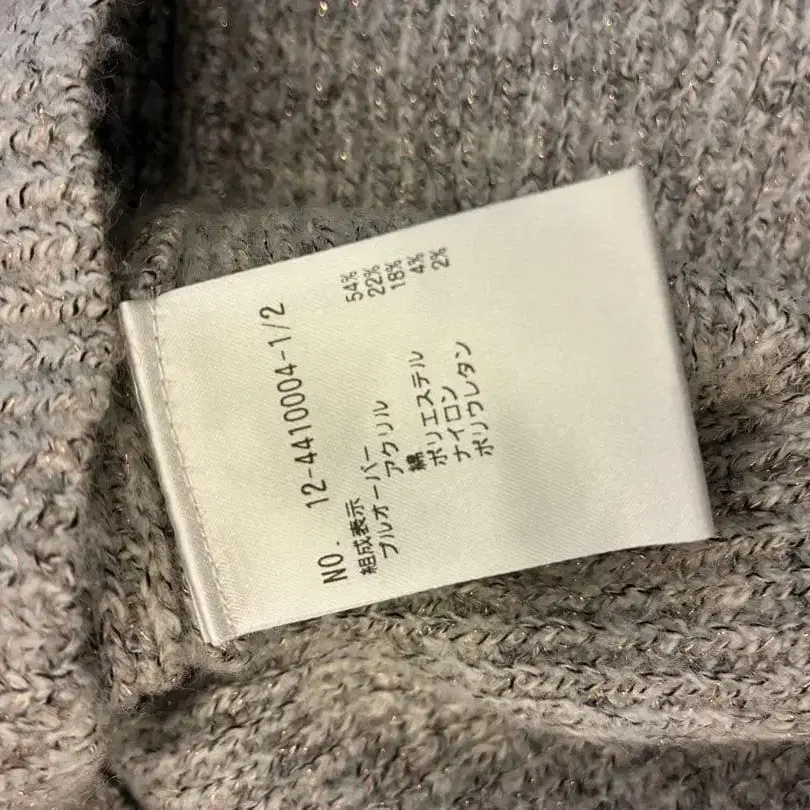 NO. 12-4410004-1/2
組成表示
プルオーバー
アクリル 54%
綿 22%
ポリエステル 18%
ナイロン 4%
ポリウレタン 2%